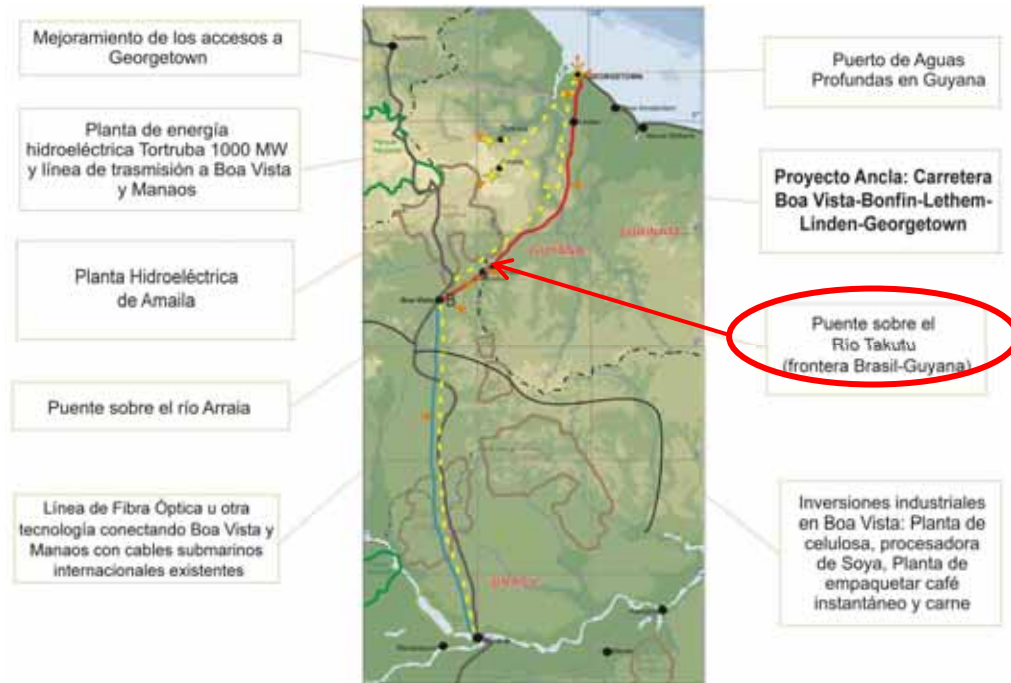 Mejoramiento de los accesos a
Georgetown
Planta de energía
hidroeléctrica Tortruba 1000 MW
y línea de trasmisión a Boa Vista
y Manaos
Planta Hidroeléctrica
de Amaila
Puente sobre el río Arraia
Línea de Fibra Óptica u otra
tecnología conectando Boa Vista y
Manaos con cables submarinos
internacionales existentes
GEORGETOWN
GUYANA
SURINAM
Boa Vista
BRASIL
Puerto de Aguas
Profundas en Guyana
Proyecto Ancla: Carretera
Boa Vista-Bonfin-Lethem-
Linden-Georgetown
Puente sobre el
Río Takutu
(frontera Brasil-Guyana)
Inversiones industriales
en Boa Vista: Planta de
celulosa, procesadora
de Soya, Planta de
empaquetar café
instantáneo y carne